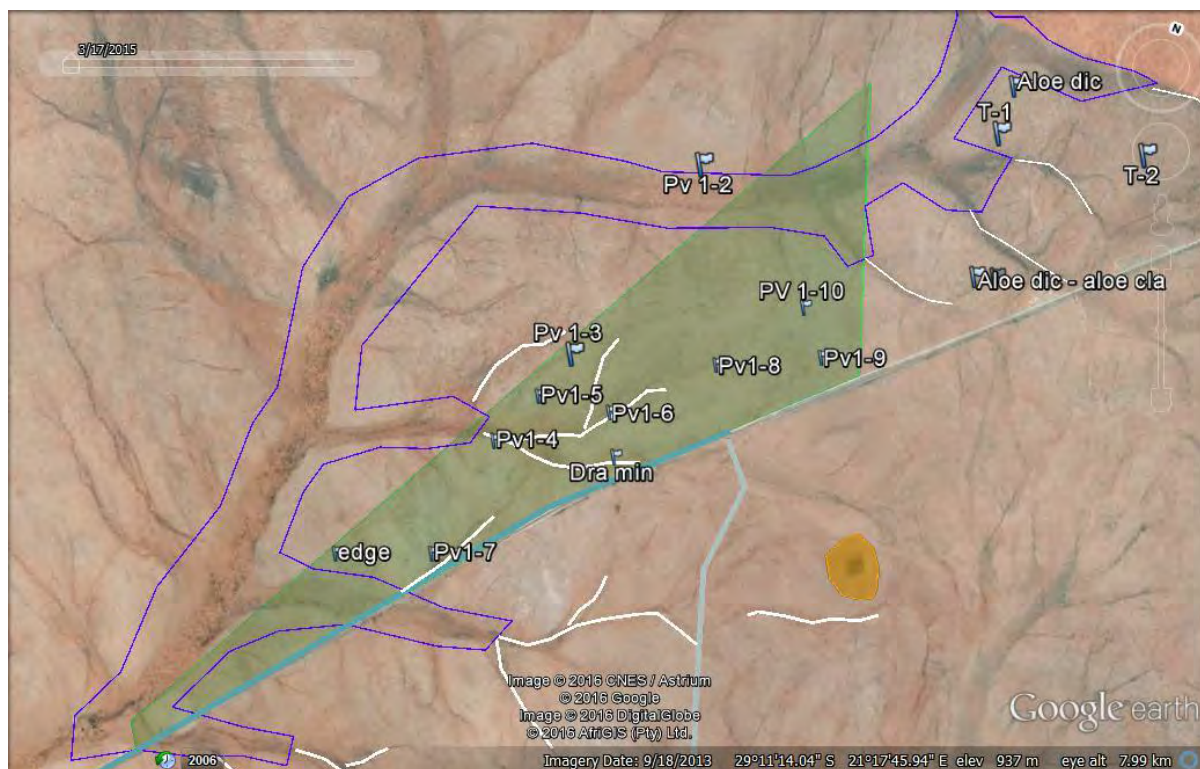 3/17/2015
N
Aloe dic
T-1
T-2
Pv 1-2
Aloe dic - aloe cla
PV 1-10
Pv 1-3
Pv1-8
Pv1-9
Pv1-5
Pv1-6
Pv1-4
Dra min
edge
Pv1-7
Image © 2016 CNES / Astrium
© 2016 Google
Image © 2016 DigitalGlobe
© 2016 AfriGIS (Pty) Ltd.
Google earth
2006
Imagery Date: 9/18/2013 29°11'14.04" S 21°17'45.94" E elev 937 m eye alt 7.99 km